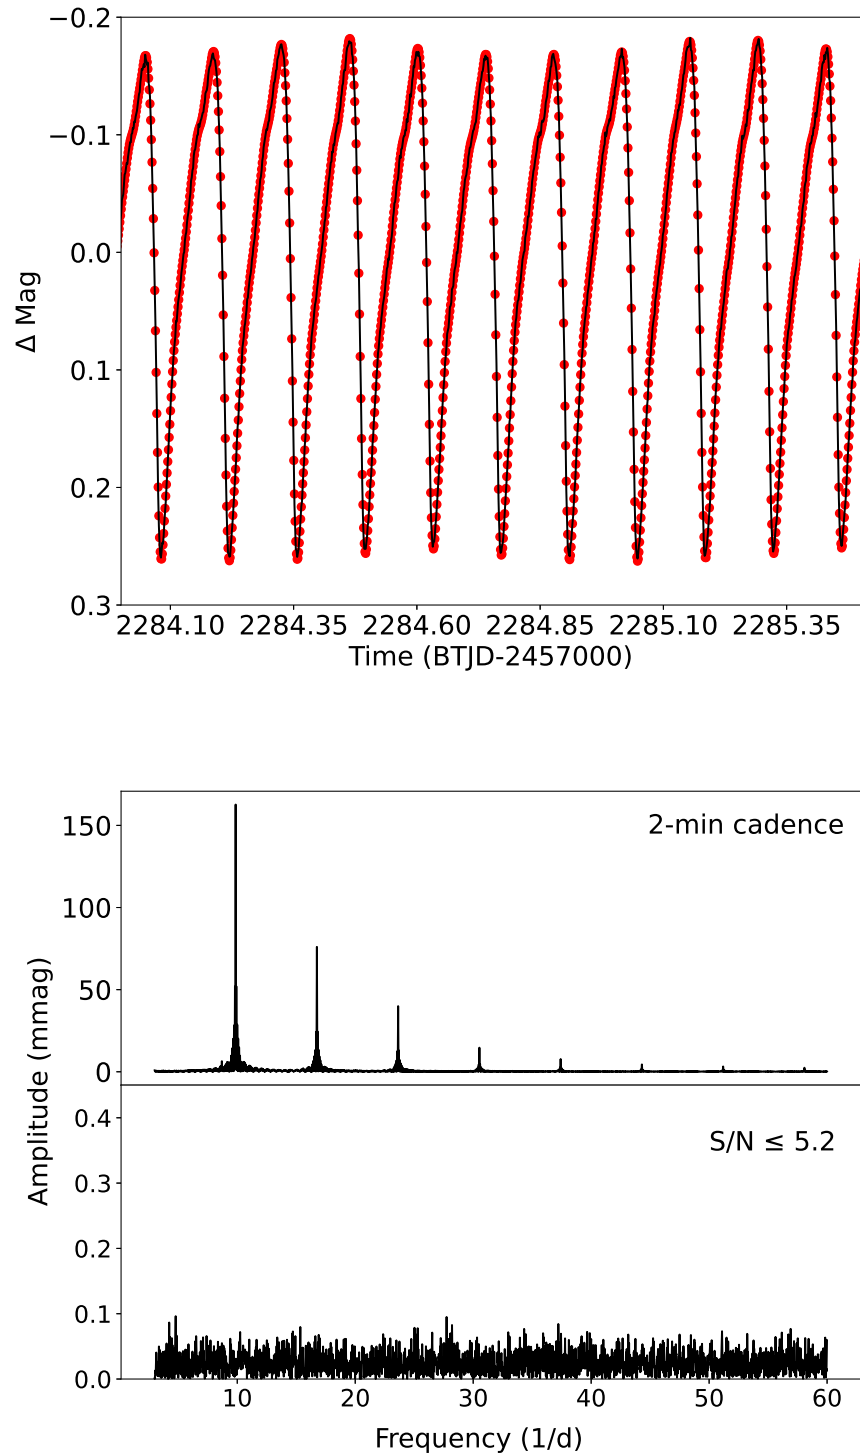 −0.2
−0.1
0.0
0.1
0.2
0.3
Δ Mag
2284.10 2284.35 2284.60 2284.85 2285.10 2285.35
Time (BTJD-2457000)
2-min cadence
150
100
50
0
S/N ≤ 5.2
0.4
0.3
0.2
0.1
0.0
Amplitude (mmag)
10 20 30 40 50 60
Frequency (1/d)